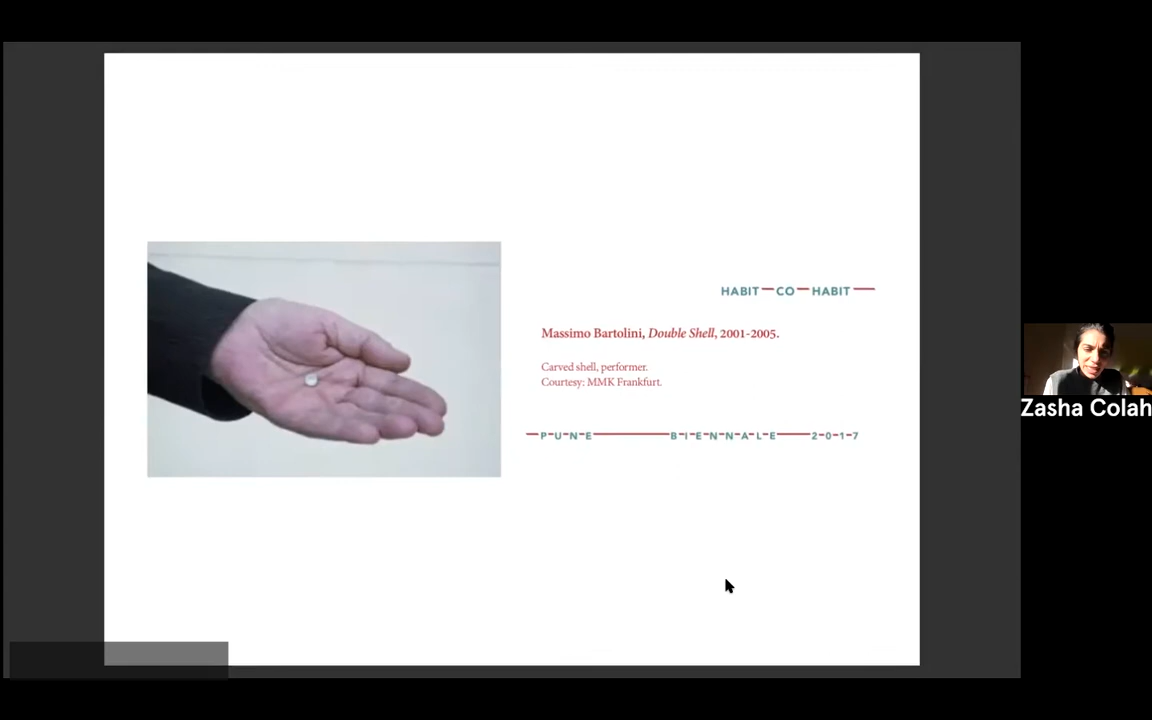 HABIT—CO—HABIT—
Massimo Bartolini, Double Shell, 2001-2005.
Carved shell, performer.
Courtesy: MMK Frankfurt.
—P—U—N—E———B—I—E—N—N—A—L—E——2—0—1—7
Zasha Colah